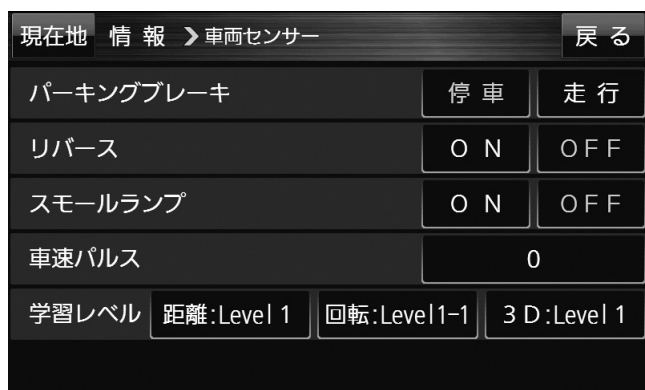 現在地 情報 ❯ 車両センサー 戻る
パーキングブレーキ 停車 走行
リバース ON OFF
スモールランプ ON OFF
車速パルス 0
学習レベル 距離:Level 1 回転:Level1-1 3D:Level 1